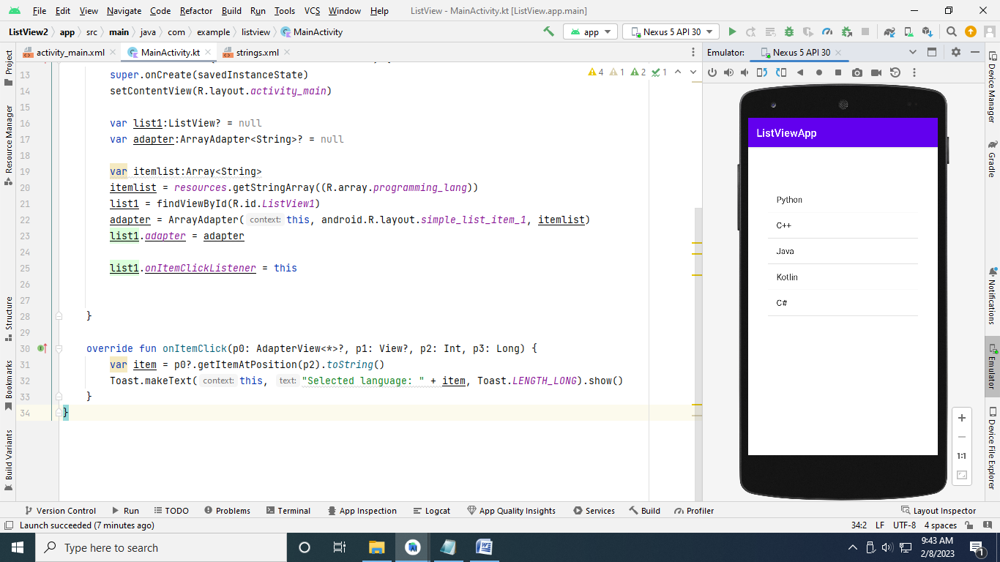 File Edit View Navigate Code Refactor Build Run Tools VCS Window Help ListView - MainActivity.kt [ListView.app.main]
ListView2 app src main java com example listview MainActivity app Nexus 5 API 30
activity_main.xml MainActivity.kt strings.xml Emulator: Nexus 5 API 30
Project
Resource Manager
Structure
Bookmarks
Build Variants
4 1 2 1
13 super.onCreate(savedInstanceState)
14 setContentView(R.layout.activity_main)
15
16 var list1:ListView? = null
17 var adapter:ArrayAdapter<String>? = null
18
19 var itemlist:Array<String>
20 itemlist = resources.getStringArray((R.array.programming_lang))
21 list1 = findViewById(R.id.ListView1)
22 adapter = ArrayAdapter( context: this, android.R.layout.simple_list_item_1, itemlist)
23 list1.adapter = adapter
24
25 list1.onItemClickListener = this
26
27
28 }
29
30 override fun onItemClick(p0: AdapterView<*>?, p1: View?, p2: Int, p3: Long) {
31 var item = p0?.getItemAtPosition(p2).toString()
32 Toast.makeText( context: this, text: "Selected language: " + item, Toast.LENGTH_LONG).show()
33 }
34 }
ListViewApp
Python
C++
Java
Kotlin
C#
1:1
Device Manager
Gradle
Notifications
Emulator
Device File Explorer
Version Control Run TODO Problems Terminal App Inspection Logcat App Quality Insights Services Build Profiler Layout Inspector
Launch succeeded (7 minutes ago) 34:2 LF UTF-8 4 spaces
Type here to search
9:43 AM
2/8/2023
1